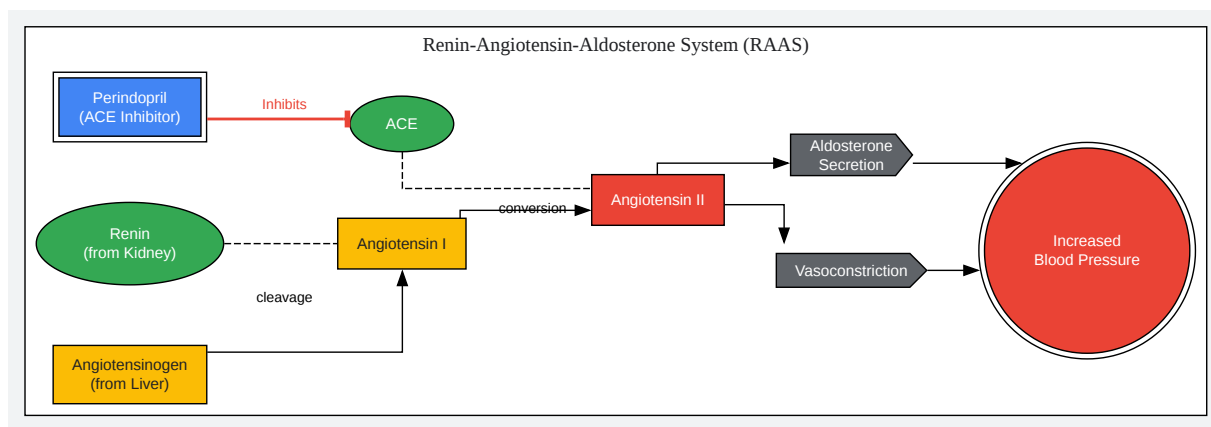 Renin-Angiotensin-Aldosterone System (RAAS)
Perindopril
(ACE Inhibitor)
Inhibits
ACE
Aldosterone
Secretion
Angiotensin II
conversion
Renin
(from Kidney)
Angiotensin I
Increased
Blood Pressure
Vasoconstriction
cleavage
Angiotensinogen
(from Liver)